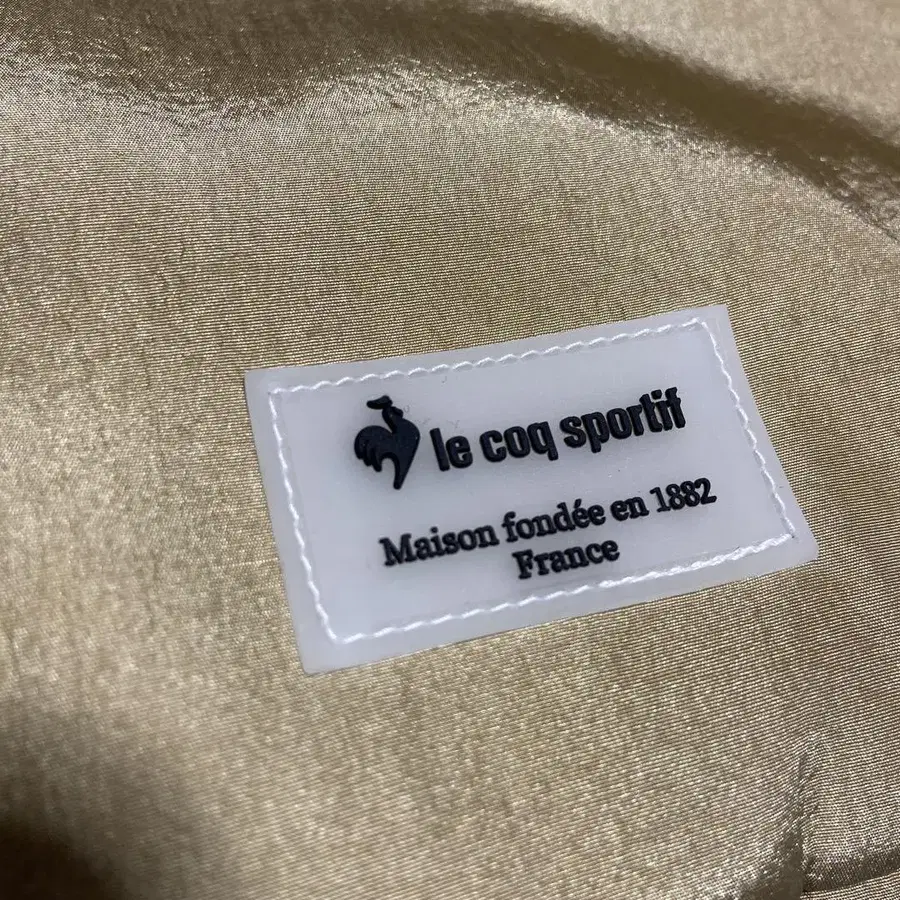 le coq sportif
Maison fondée en 1882
France